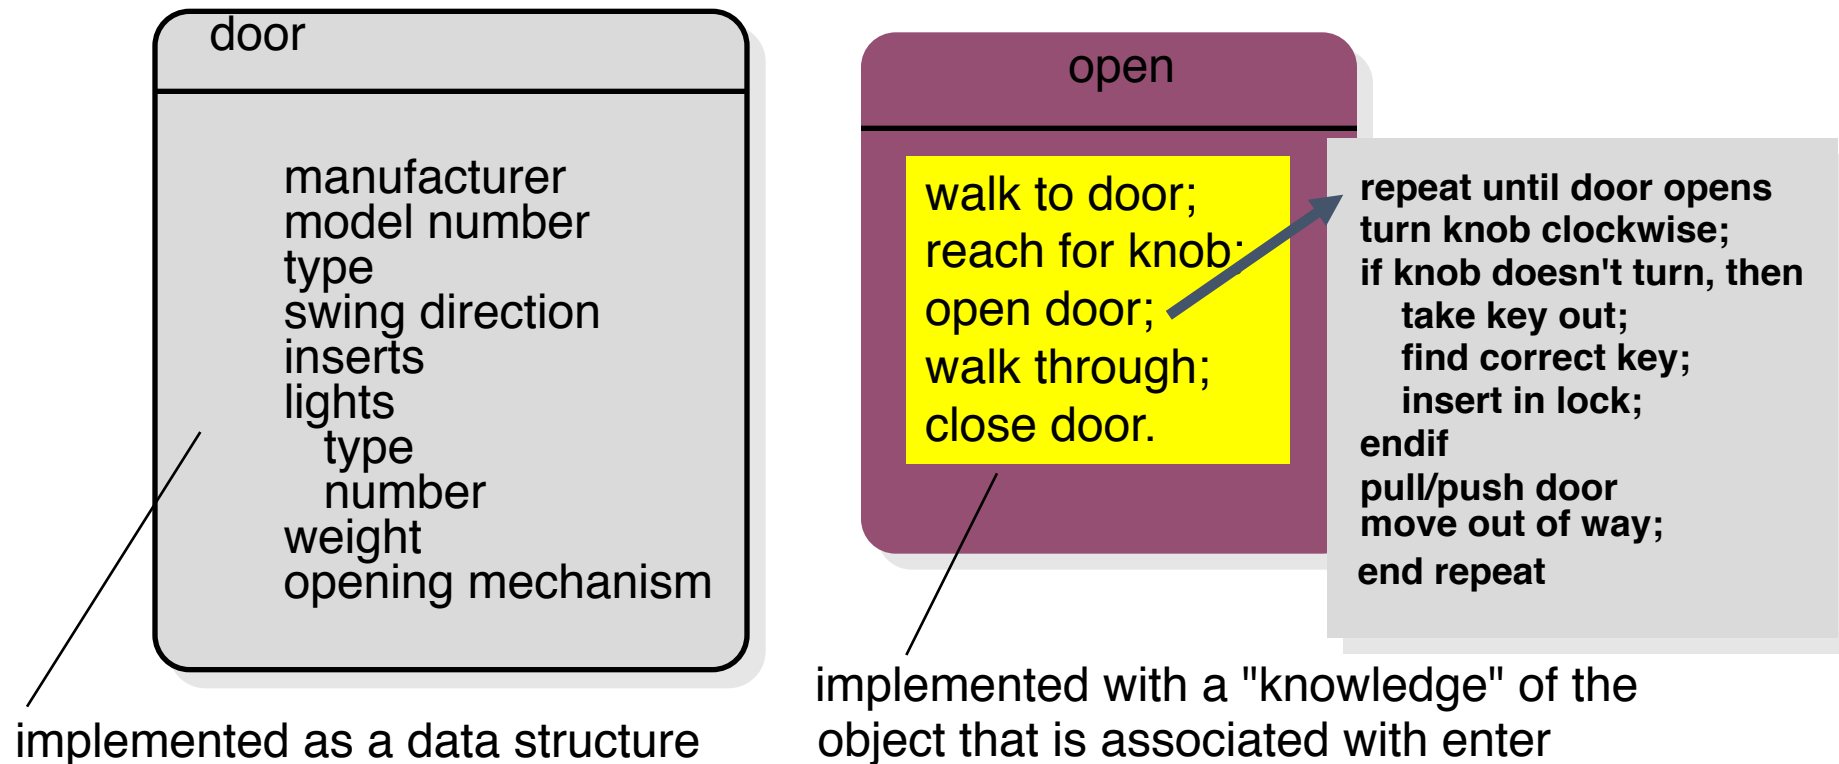 door
manufacturer
model number
type
swing direction
inserts
lights
type
number
weight
opening mechanism
implemented as a data structure
open
walk to door;
reach for knob;
open door;
walk through;
close door.
repeat until door opens
turn knob clockwise;
if knob doesn't turn, then
take key out;
find correct key;
insert in lock;
endif
pull/push door
move out of way;
end repeat
implemented with a "knowledge" of the
object that is associated with enter